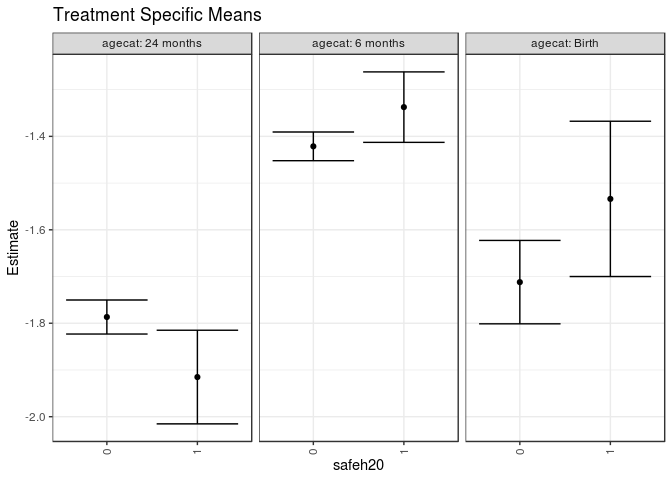 Treatment Specific Means
agecat: 24 months
agecat: 6 months
agecat: Birth
Estimate
-1.4
-1.6
-1.8
-2.0
0
1
0
1
0
1
safeh20